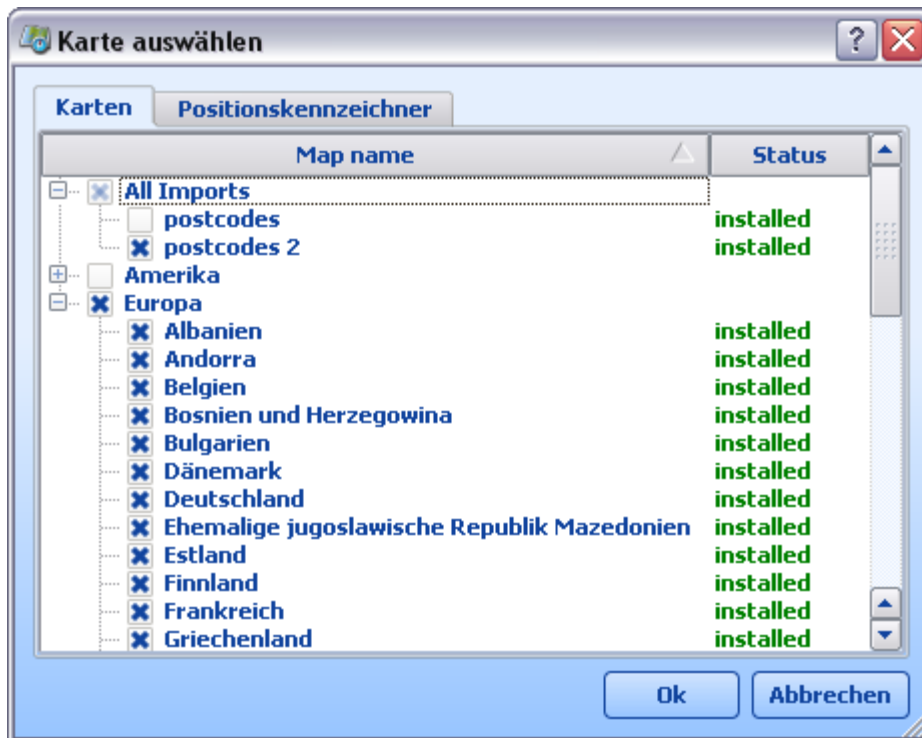 Karte auswählen
Karten Positionskennzeichner
Map name Status
All Imports
postcodes installed
postcodes 2 installed
Amerika
Europa
Albanien installed
Andorra installed
Belgien installed
Bosnien und Herzegowina installed
Bulgarien installed
Dänemark installed
Deutschland installed
Ehemalige jugoslawische Republik Mazedonien installed
Estland installed
Finnland installed
Frankreich installed
Griechenland installed
Ok Abbrechen